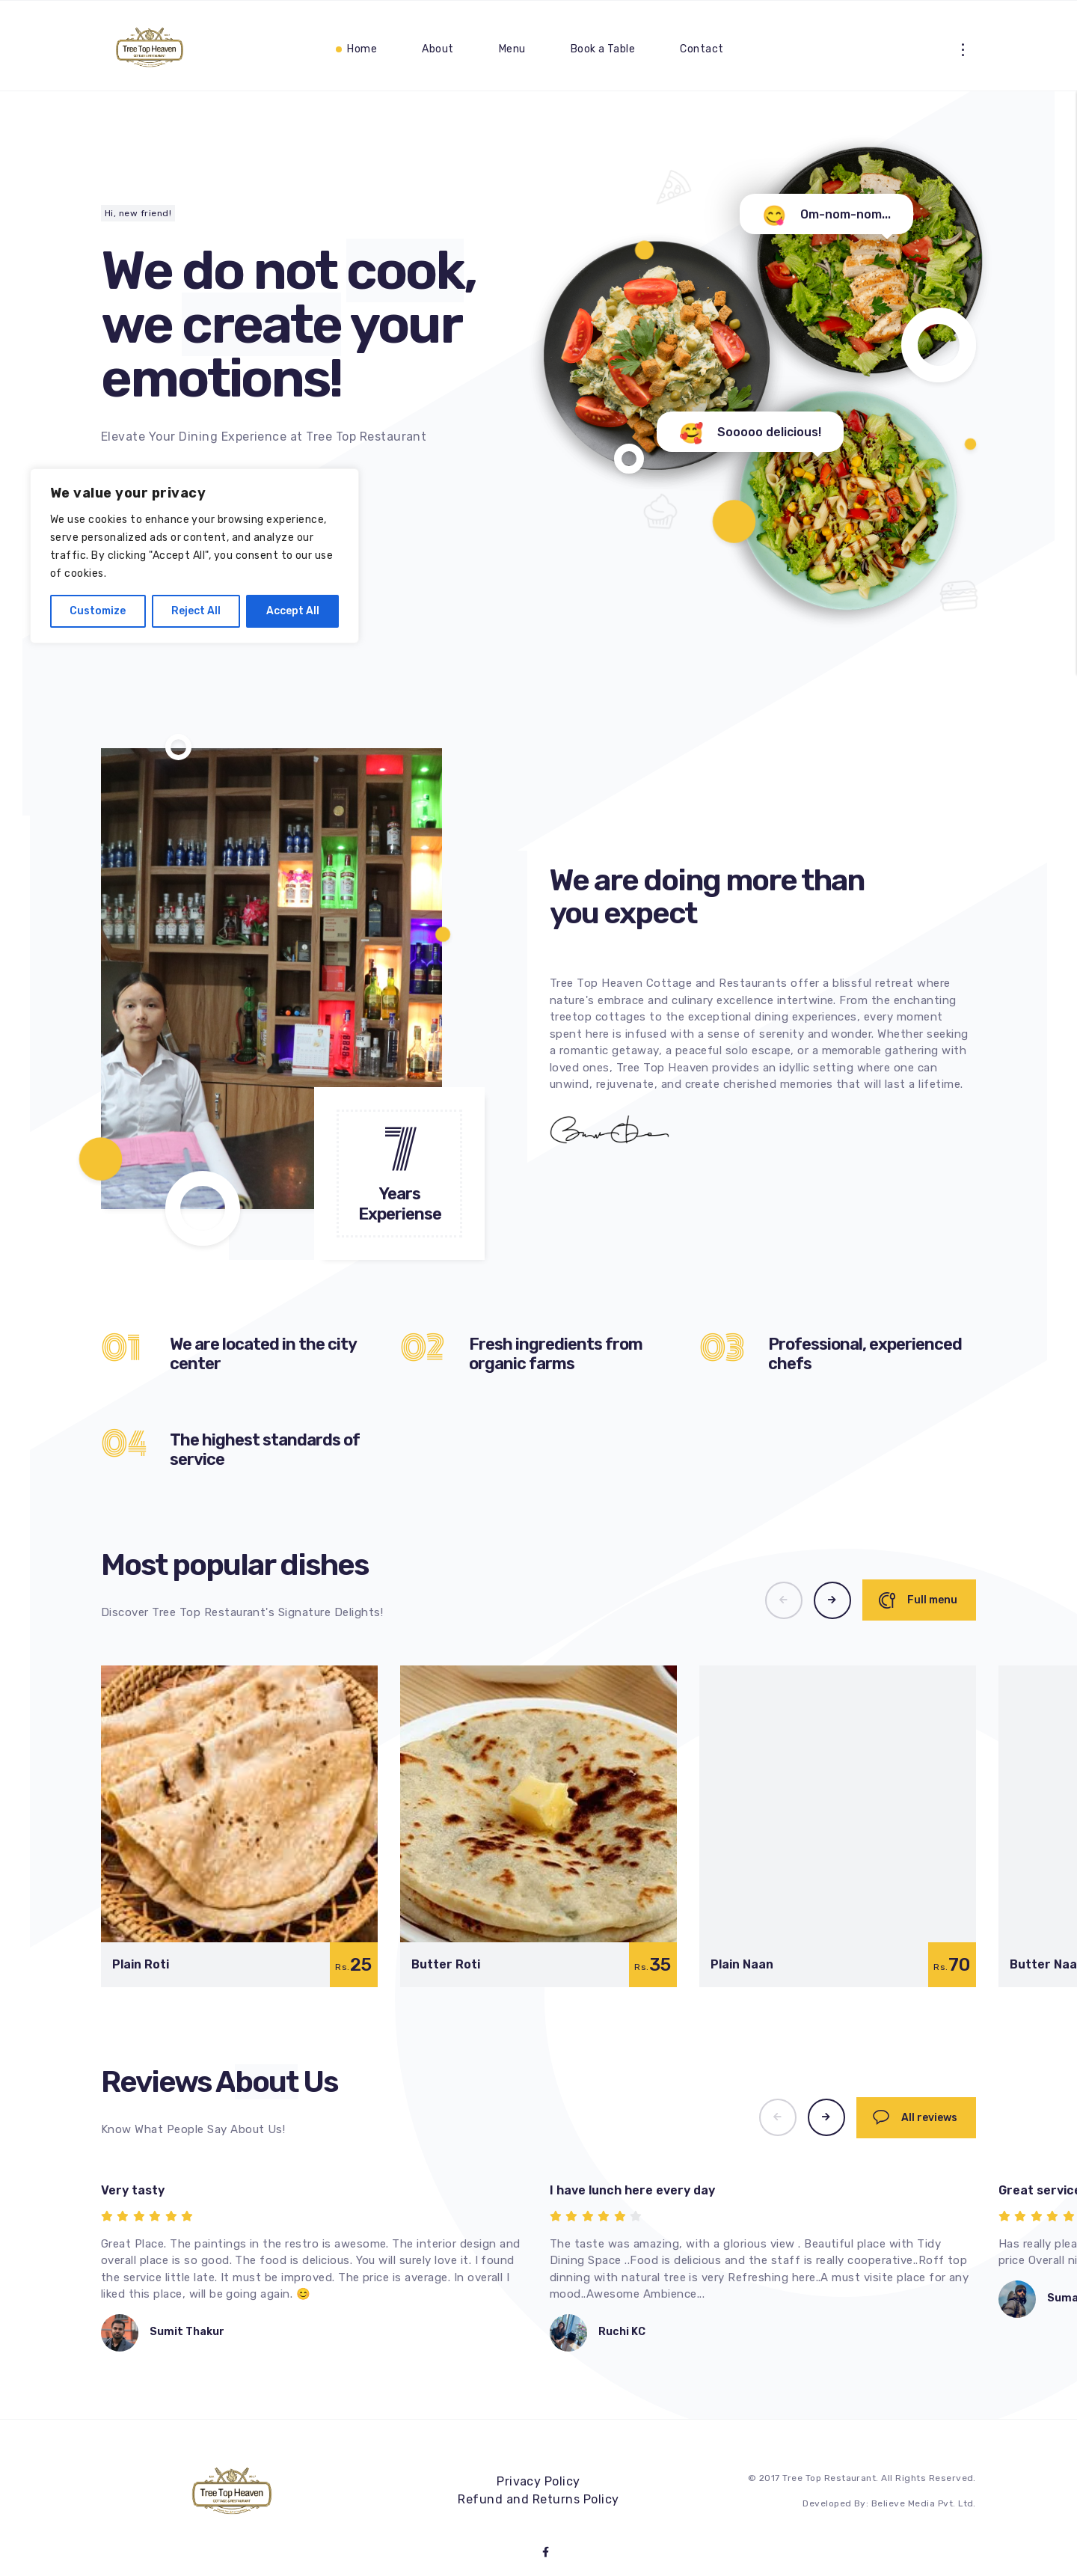 Tree Top Heaven
Home
About
Menu
Book a Table
Contact
Hi, new friend!
We do not cook,
we create your
emotions!
Elevate Your Dining Experience at Tree Top Restaurant
😋 Om-nom-nom...
🥰 Sooooo delicious!
We value your privacy
We use cookies to enhance your browsing experience,
serve personalized ads or content, and analyze our
traffic. By clicking "Accept All", you consent to our use
of cookies.
Customize
Reject All
Accept All
7
Years
Experiense
We are doing more than
you expect
Tree Top Heaven Cottage and Restaurants offer a blissful retreat where
nature's embrace and culinary excellence intertwine. From the enchanting
treetop cottages to the exceptional dining experiences, every moment
spent here is infused with a sense of serenity and wonder. Whether seeking
a romantic getaway, a peaceful solo escape, or a memorable gathering with
loved ones, Tree Top Heaven provides an idyllic setting where one can
unwind, rejuvenate, and create cherished memories that will last a lifetime.
01
We are located in the city
center
02
Fresh ingredients from
organic farms
03
Professional, experienced
chefs
04
The highest standards of
service
Most popular dishes
Discover Tree Top Restaurant's Signature Delights!
Full menu
Plain Roti
Rs.25
Butter Roti
Rs.35
Plain Naan
Rs.70
Butter Naa
Reviews About Us
Know What People Say About Us!
All reviews
Very tasty
Great Place. The paintings in the restro is awesome. The interior design and
overall place is so good. The food is delicious. You will surely love it. I found
the service little late. It must be improved. The price is average. In overall I
liked this place, will be going again. 😊
Sumit Thakur
I have lunch here every day
The taste was amazing, with a glorious view . Beautiful place with Tidy
Dining Space ..Food is delicious and the staff is really cooperative..Roff top
dinning with natural tree is very Refreshing here..A must visite place for any
mood..Awesome Ambience...
Ruchi KC
Great service
Has really plea
price Overall ni
Suma
Tree Top Heaven
Privacy Policy
Refund and Returns Policy
© 2017 Tree Top Restaurant. All Rights Reserved.
Developed By: Believe Media Pvt. Ltd.